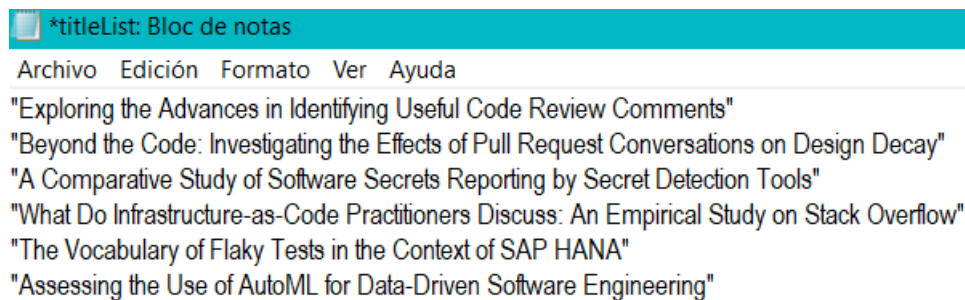 *titleList: Bloc de notas
Archivo Edición Formato Ver Ayuda
"Exploring the Advances in Identifying Useful Code Review Comments"
"Beyond the Code: Investigating the Effects of Pull Request Conversations on Design Decay"
"A Comparative Study of Software Secrets Reporting by Secret Detection Tools"
"What Do Infrastructure-as-Code Practitioners Discuss: An Empirical Study on Stack Overflow"
"The Vocabulary of Flaky Tests in the Context of SAP HANA"
"Assessing the Use of AutoML for Data-Driven Software Engineering"